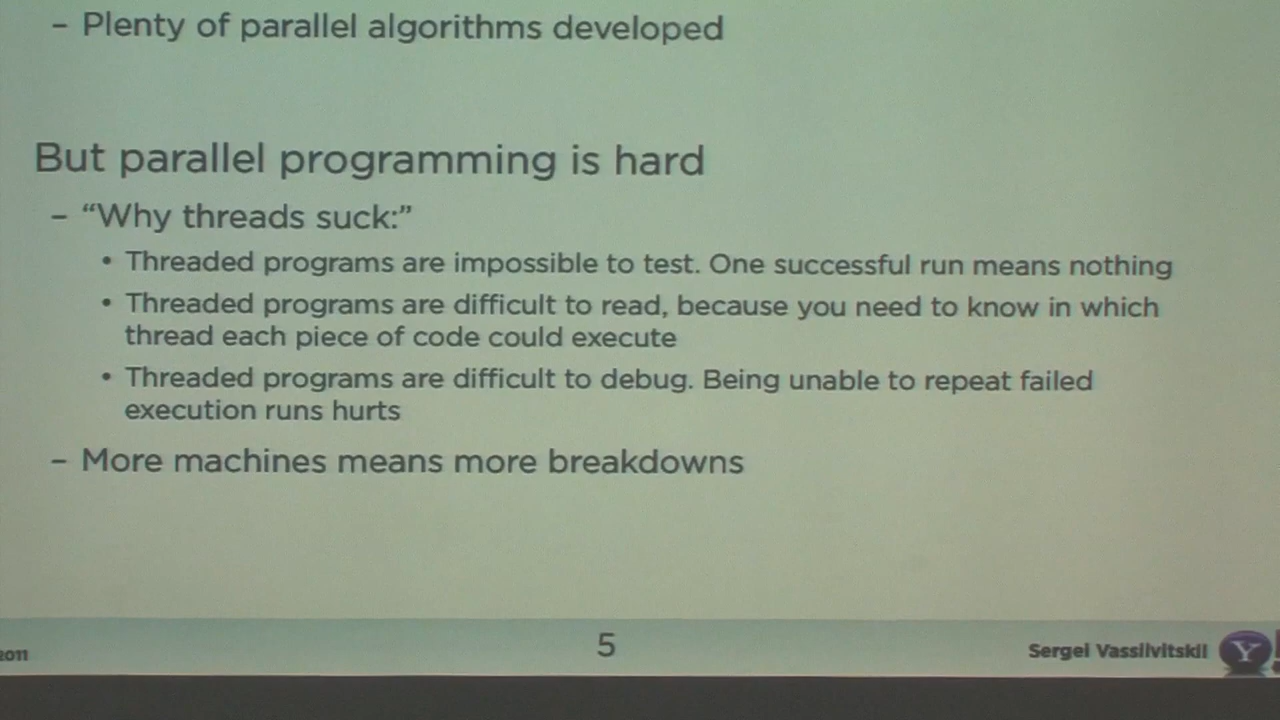 – Plenty of parallel algorithms developed
But parallel programming is hard
– “Why threads suck:”
• Threaded programs are impossible to test. One successful run means nothing
• Threaded programs are difficult to read, because you need to know in which
thread each piece of code could execute
• Threaded programs are difficult to debug. Being unable to repeat failed
execution runs hurts
– More machines means more breakdowns
2011
5
Sergei Vassilvitskii
Y!